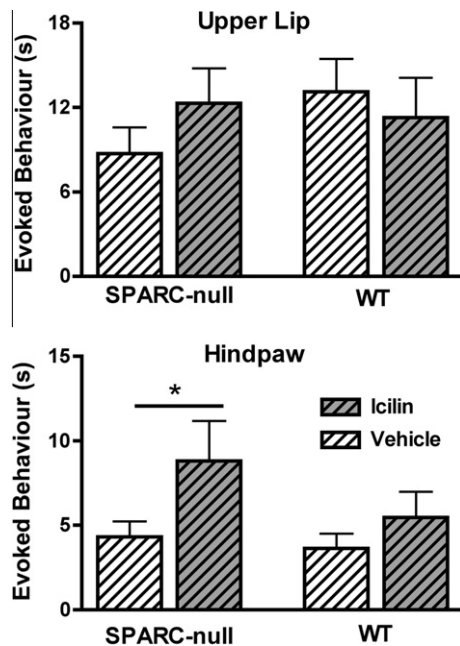 Upper Lip
Evoked Behaviour (s)
18
12
6
0
SPARC-null WT
Hindpaw
Evoked Behaviour (s)
15
10
5
0
*
Icilin
Vehicle
SPARC-null WT